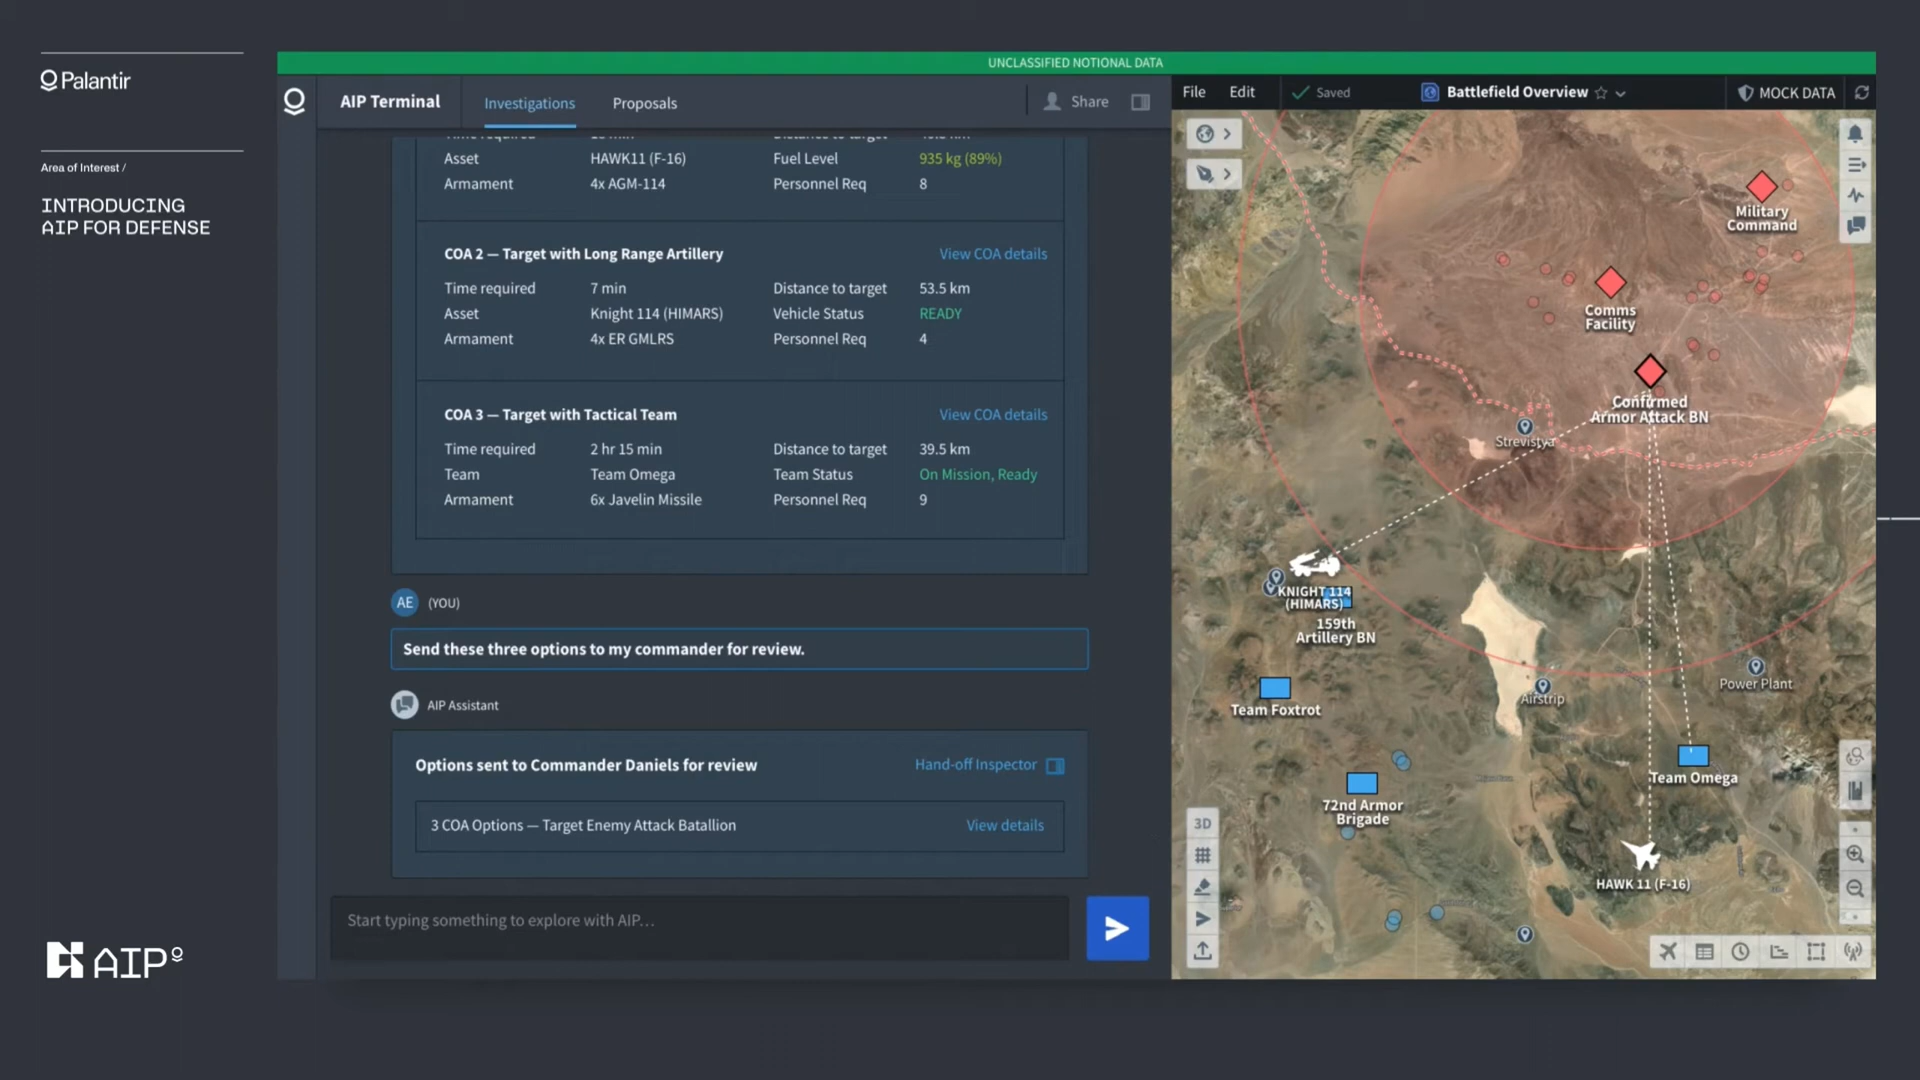 Palantir
Area of Interest /
INTRODUCING
AIP FOR DEFENSE
AIP
UNCLASSIFIED NOTIONAL DATA
AIP Terminal
Investigations
Proposals
Share
Time required
Distance to target
Asset HAWK11 (F-16) Fuel Level 935 kg (89%)
Armament 4x AGM-114 Personnel Req 8
COA 2 — Target with Long Range Artillery View COA details
Time required 7 min Distance to target 53.5 km
Asset Knight 114 (HIMARS) Vehicle Status READY
Armament 4x ER GMLRS Personnel Req 4
COA 3 — Target with Tactical Team View COA details
Time required 2 hr 15 min Distance to target 39.5 km
Team Team Omega Team Status On Mission, Ready
Armament 6x Javelin Missile Personnel Req 9
AE (YOU)
Send these three options to my commander for review.
AIP Assistant
Options sent to Commander Daniels for review Hand-off Inspector
3 COA Options — Target Enemy Attack Batallion View details
Start typing something to explore with AIP...
File Edit Saved Battlefield Overview MOCK DATA
Military
Command
Comms
Facility
Confirmed
Armor Attack BN
Strevistya
KNIGHT 114
(HIMARS)
159th
Artillery BN
Team Foxtrot
Airstrip
Power Plant
Team Omega
72nd Armor
Brigade
HAWK 11 (F-16)
3D